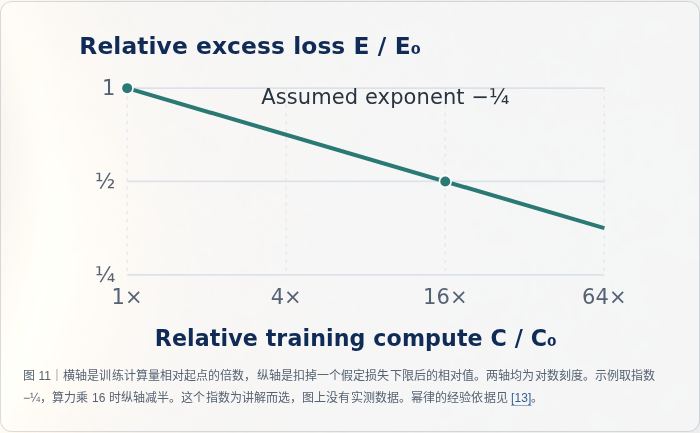 Relative excess loss E / E₀
1
Assumed exponent −¼
½
¼
1×
4×
16×
64×
Relative training compute C / C₀
图 11｜横轴是训练计算量相对起点的倍数，纵轴是扣掉一个假定损失下限后的相对值。两轴均为对数刻度。示例取指数
−¼，算力乘 16 时纵轴减半。这个指数为讲解而选，图上没有实测数据。幂律的经验依据见 [13]。